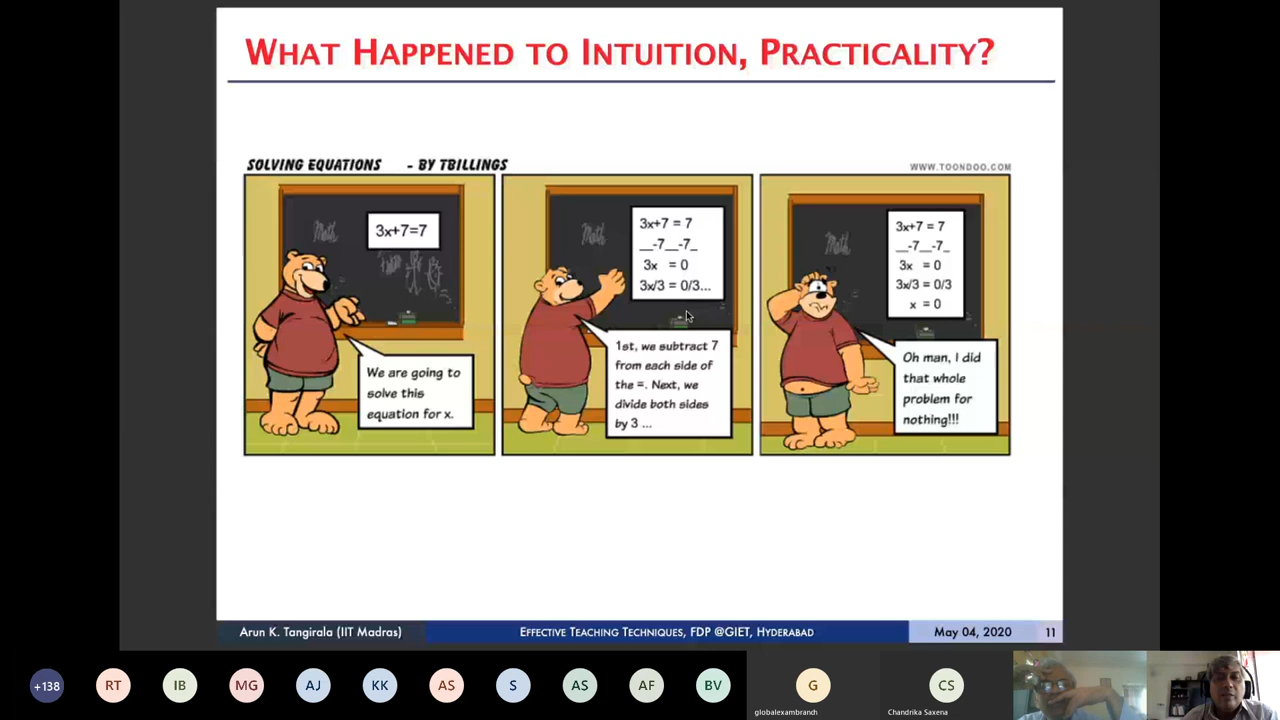 WHAT HAPPENED TO INTUITION, PRACTICALITY?
SOLVING EQUATIONS - BY TBILLINGS
WWW.TOONDOO.COM
Math
3x+7=7
We are going to
solve this
equation for x.
Math
3x+7 = 7
__-7__-7_
3x = 0
3x/3 = 0/3...
1st, we subtract 7
from each side of
the =. Next, we
divide both sides
by 3 ...
Math
3x+7 = 7
__-7__-7_
3x = 0
3x/3 = 0/3
x = 0
Oh man, I did
that whole
problem for
nothing!!!
Arun K. Tangirala (IIT Madras)
EFFECTIVE TEACHING TECHNIQUES, FDP @GIET, HYDERABAD
May 04, 2020
11
+138
RT
IB
MG
AJ
KK
AS
S
AS
AF
BV
G
globalexambranch
CS
Chandrika Saxena